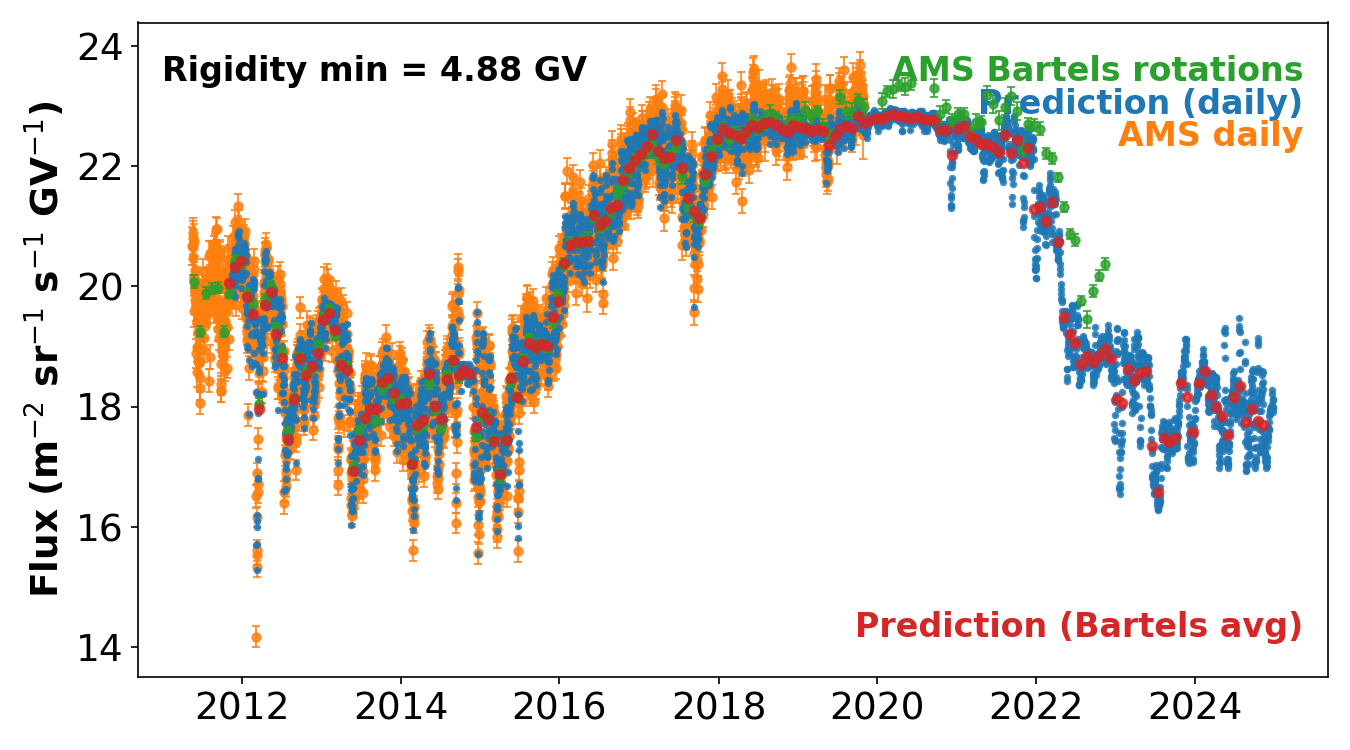 24
22
20
18
16
14
Flux (m⁻² sr⁻¹ s⁻¹ GV⁻¹)
Rigidity min = 4.88 GV
AMS Bartels rotations
Prediction (daily)
AMS daily
Prediction (Bartels avg)
2012 2014 2016 2018 2020 2022 2024